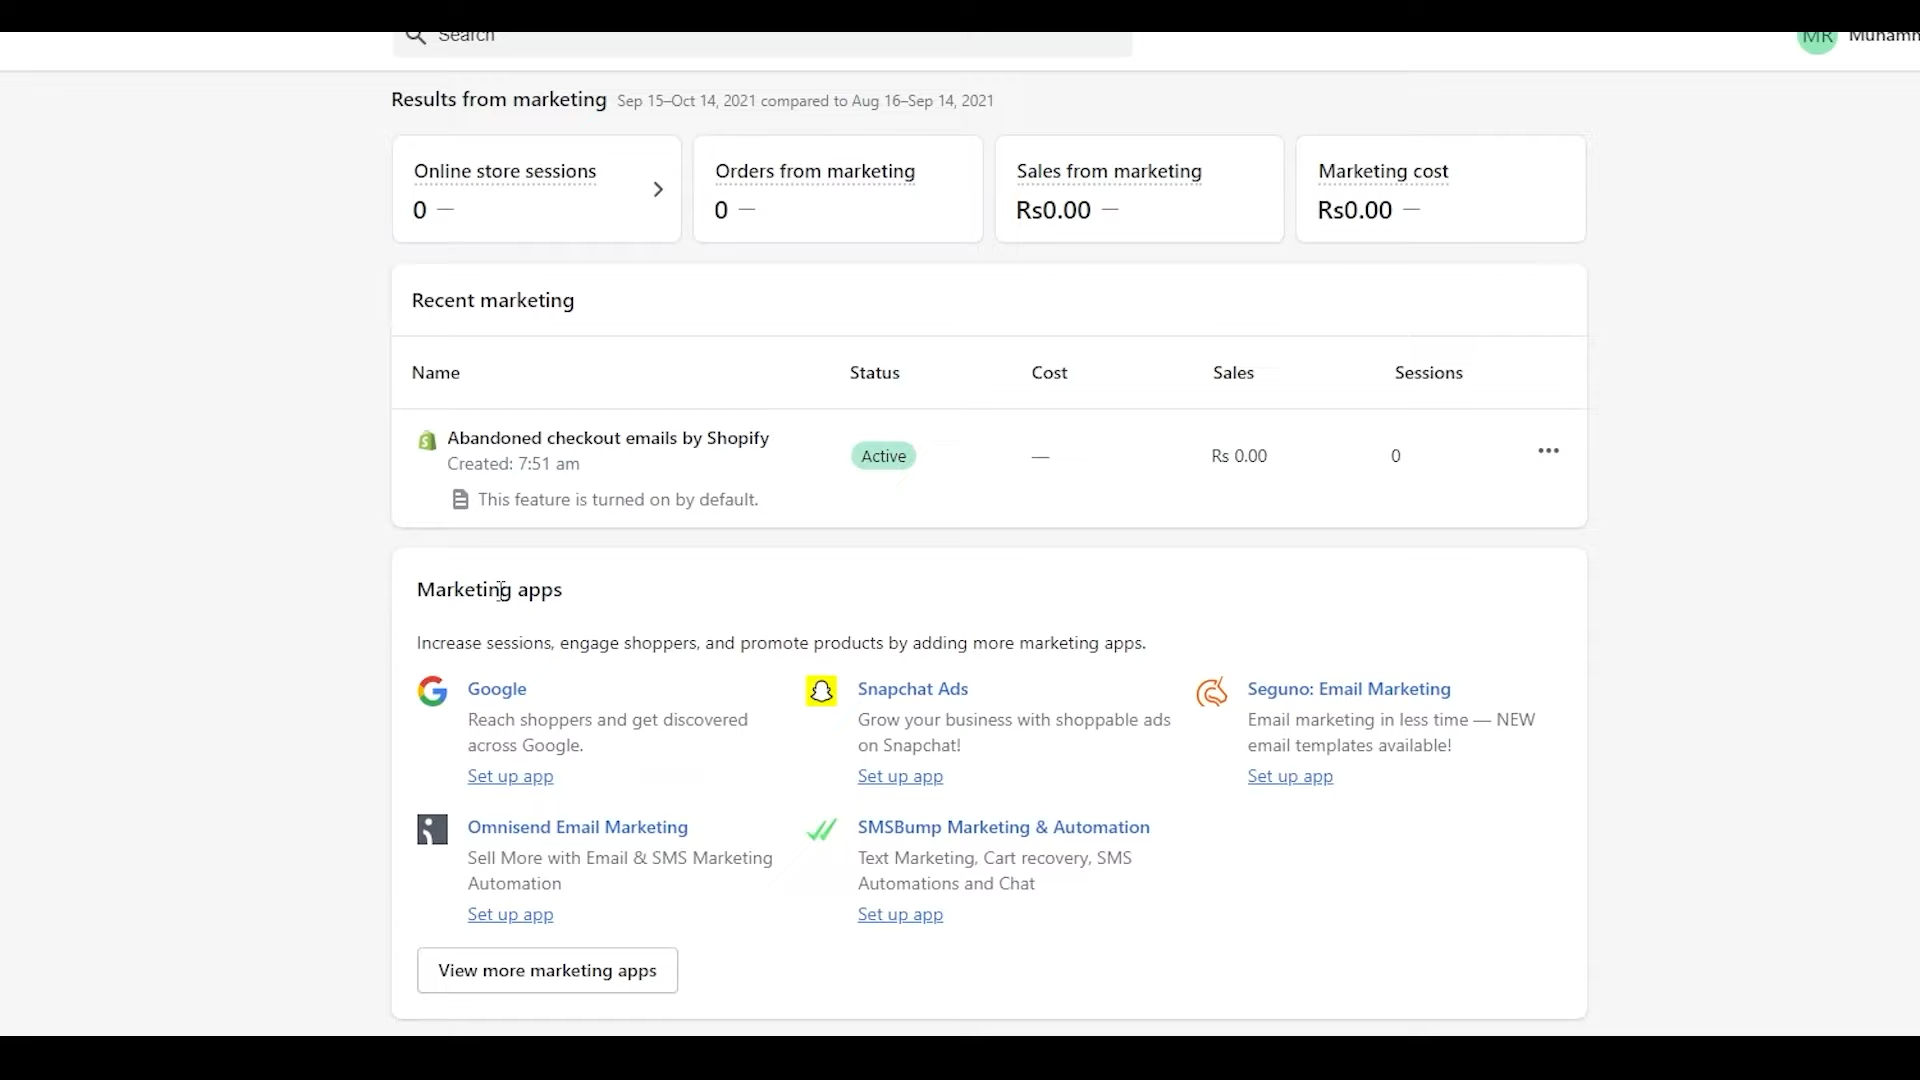 Search
MR
Results from marketing Sep 15–Oct 14, 2021 compared to Aug 16–Sep 14, 2021
Online store sessions
0 —
Orders from marketing
0 —
Sales from marketing
Rs0.00 —
Marketing cost
Rs0.00 —
Recent marketing
Name Status Cost Sales Sessions
Abandoned checkout emails by Shopify
Created: 7:51 am
Active — Rs 0.00 0
This feature is turned on by default.
Marketing apps
Increase sessions, engage shoppers, and promote products by adding more marketing apps.
Google
Reach shoppers and get discovered
across Google.
Set up app
Snapchat Ads
Grow your business with shoppable ads
on Snapchat!
Set up app
Seguno: Email Marketing
Email marketing in less time — NEW
email templates available!
Set up app
Omnisend Email Marketing
Sell More with Email & SMS Marketing
Automation
Set up app
SMSBump Marketing & Automation
Text Marketing, Cart recovery, SMS
Automations and Chat
Set up app
View more marketing apps